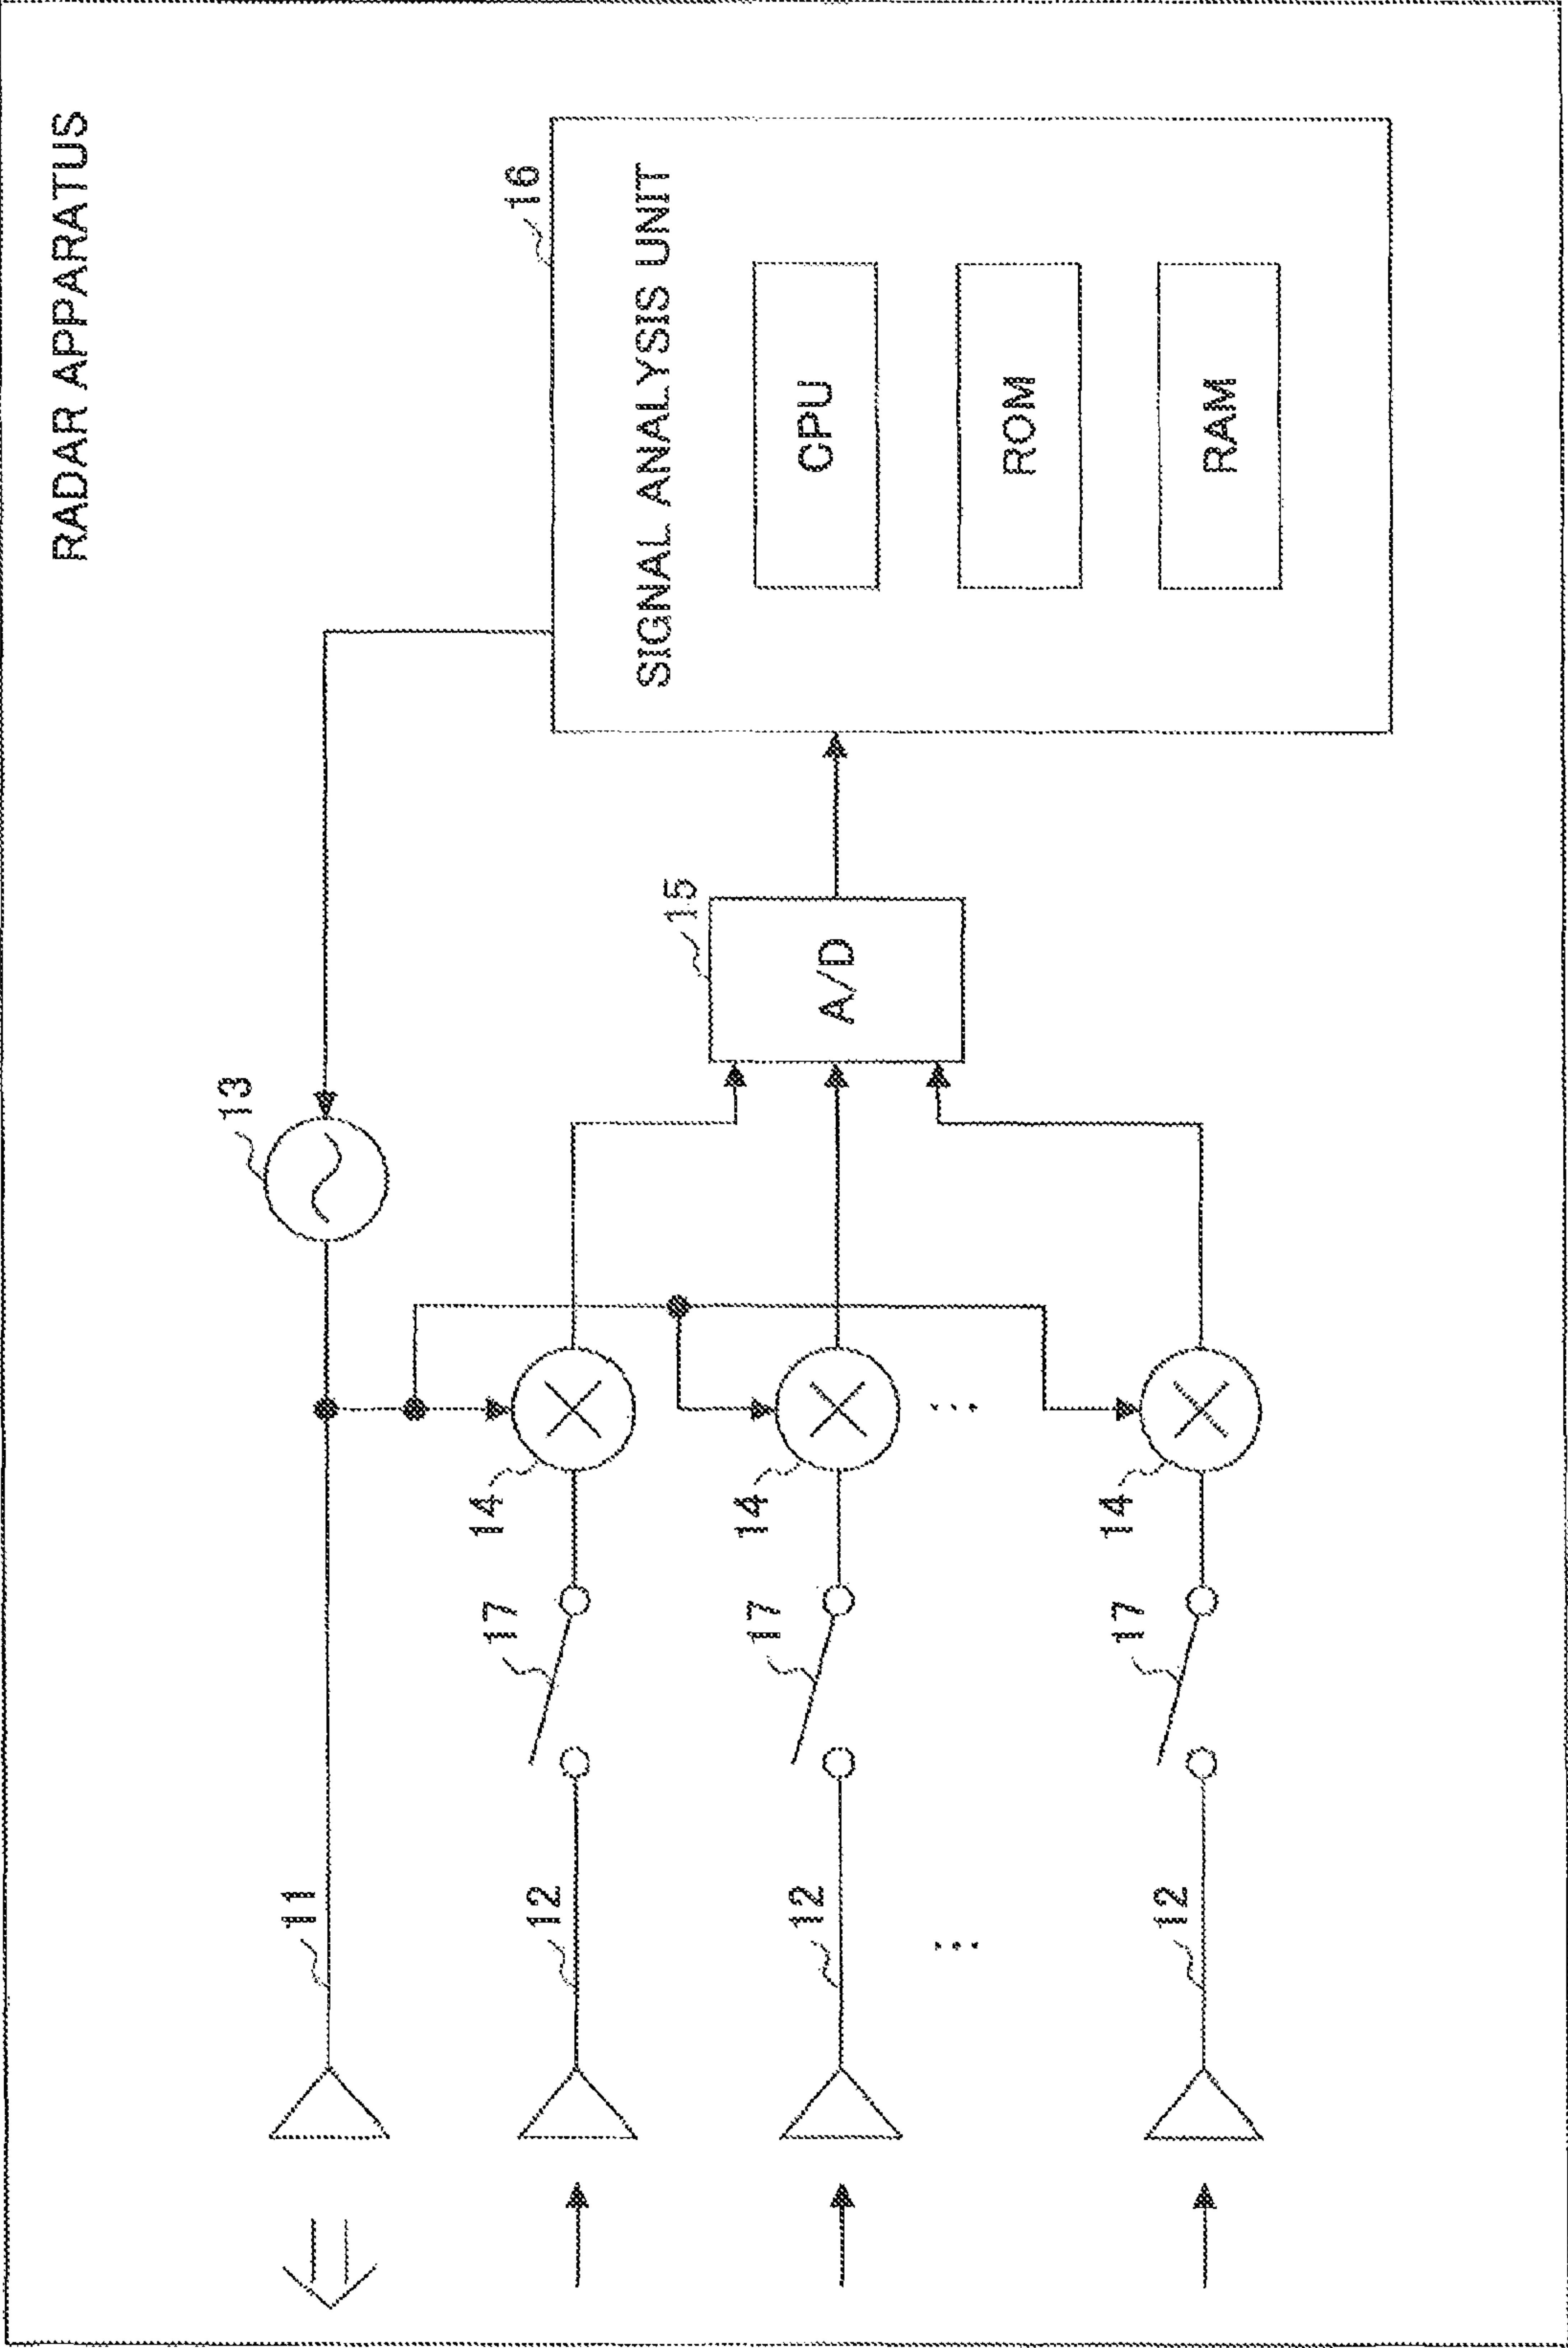 RADAR APPARATUS
11
13
16
SIGNAL ANALYSIS UNIT
12
17
14
15
A/D
CPU
12
17
14
ROM
12
17
14
RAM